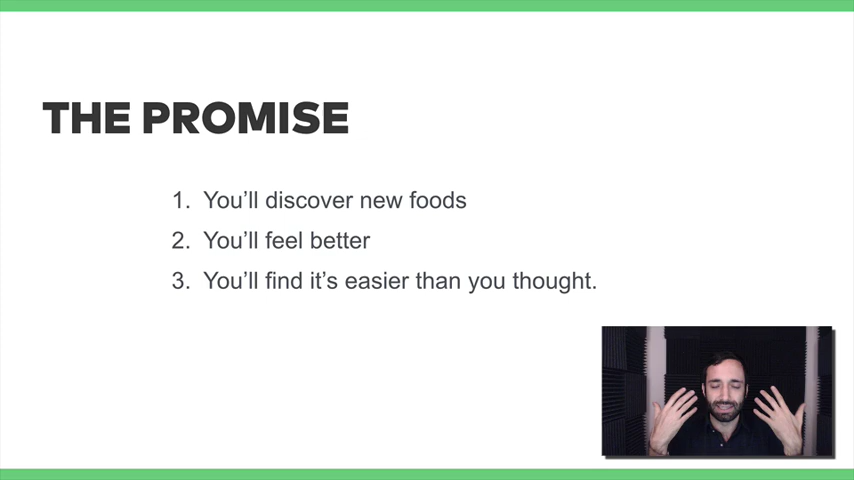 THE PROMISE
1. You’ll discover new foods
2. You’ll feel better
3. You’ll find it’s easier than you thought.